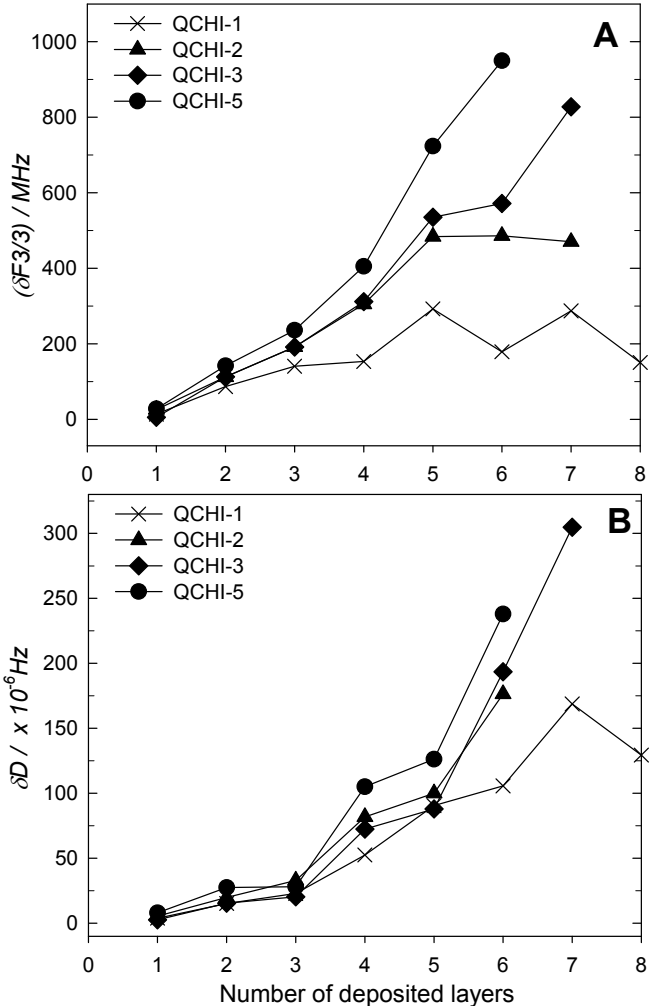 A
QCHI-1
QCHI-2
QCHI-3
QCHI-5
1000
800
600
400
200
0
(δF3/3) / MHz
0 1 2 3 4 5 6 7 8
B
QCHI-1
QCHI-2
QCHI-3
QCHI-5
300
250
200
150
100
50
0
δD / x 10⁻⁶Hz
0 1 2 3 4 5 6 7 8
Number of deposited layers